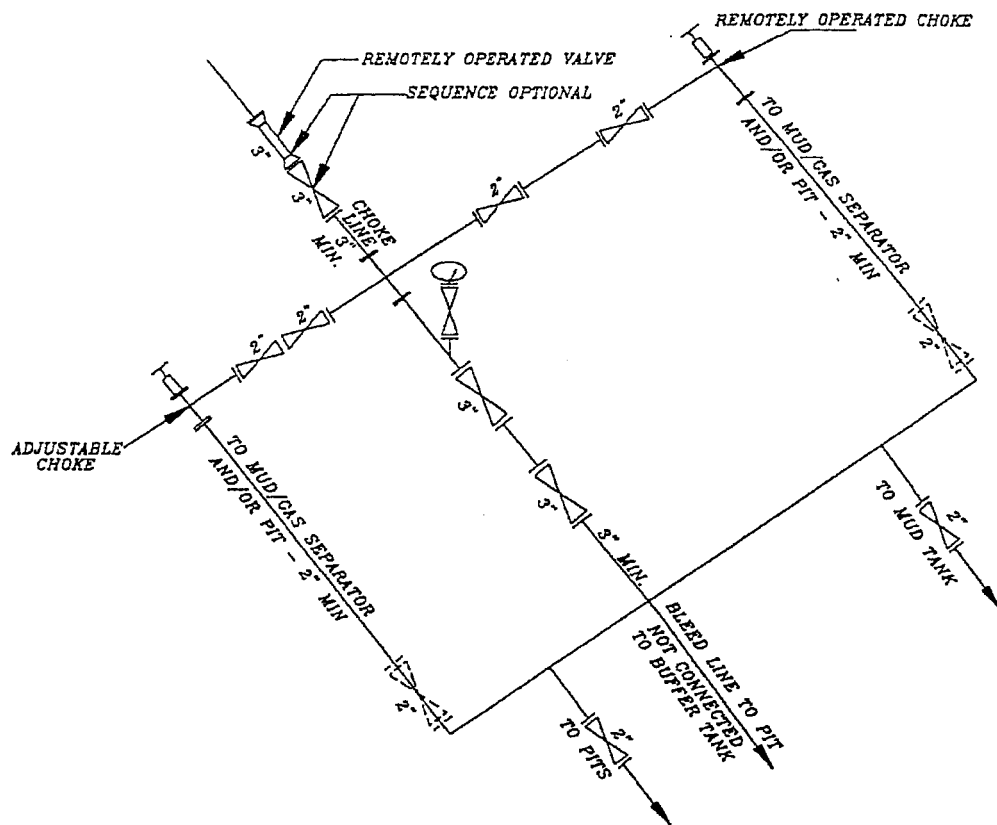 REMOTELY OPERATED CHOKE
REMOTELY OPERATED VALVE
SEQUENCE OPTIONAL
3"
3"
CHOKE
LINE
3"
MIN.
2"
2"
TO MUD/GAS SEPARATOR
AND/OR PIT - 2" MIN
2"
2"
2"
3"
3"
3" MIN.
ADJUSTABLE
CHOKE
TO MUD/GAS SEPARATOR
AND/OR PIT - 2" MIN
2"
2"
TO MUD TANK
BLEED LINE TO PIT
NOT CONNECTED
TO BUFFER TANK
2"
TO PITS